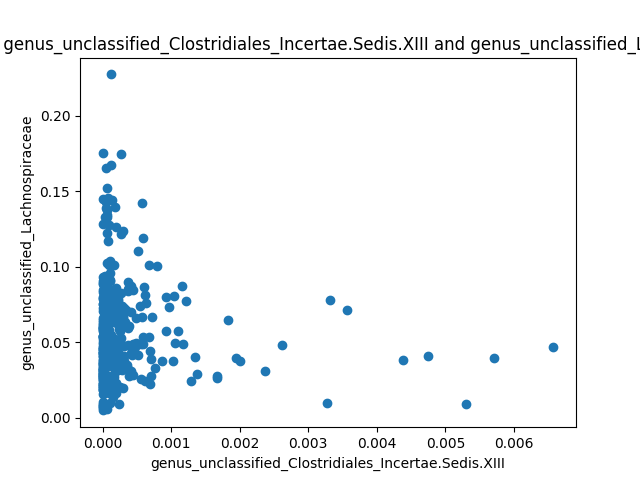 genus_unclassified_Clostridiales_Incertae.Sedis.XIII and genus_unclassified_L
0.20
0.15
0.10
0.05
0.00
genus_unclassified_Lachnospiraceae
0.000 0.001 0.002 0.003 0.004 0.005 0.006
genus_unclassified_Clostridiales_Incertae.Sedis.XIII